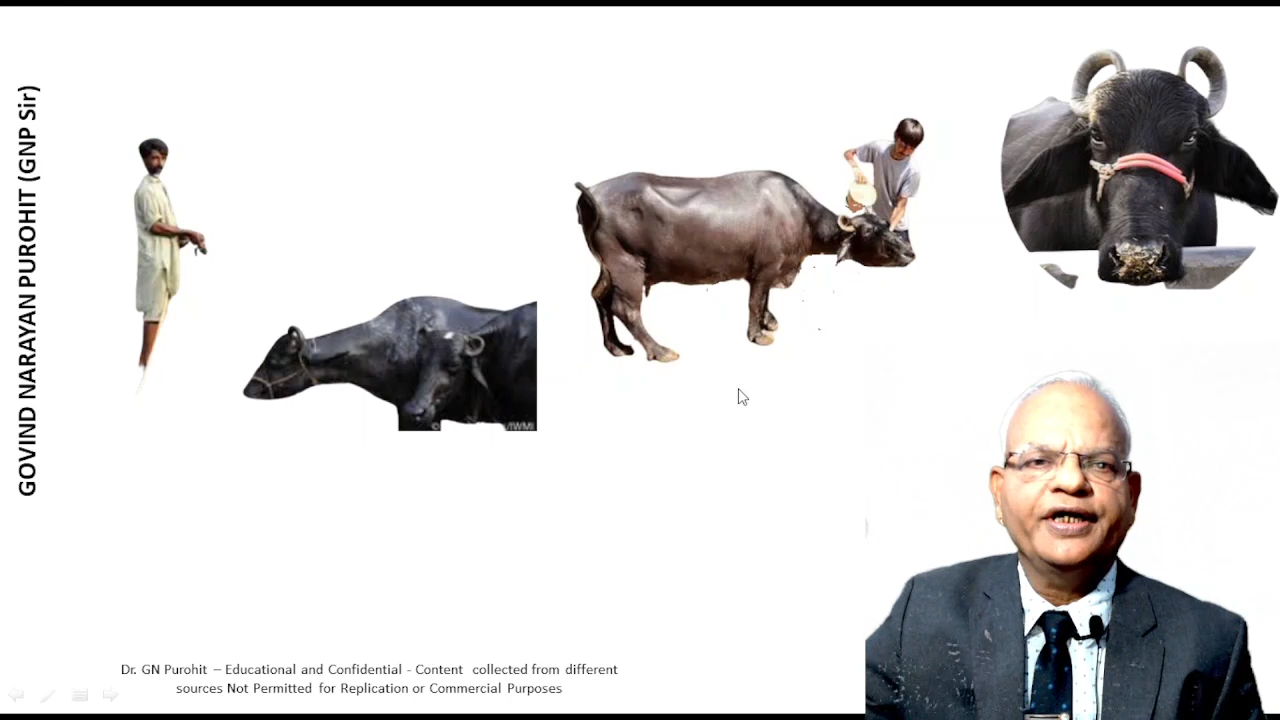 GOVIND NARAYAN PUROHIT (GNP Sir)
/IWMI
Dr. GN Purohit – Educational and Confidential - Content collected from different
sources Not Permitted for Replication or Commercial Purposes